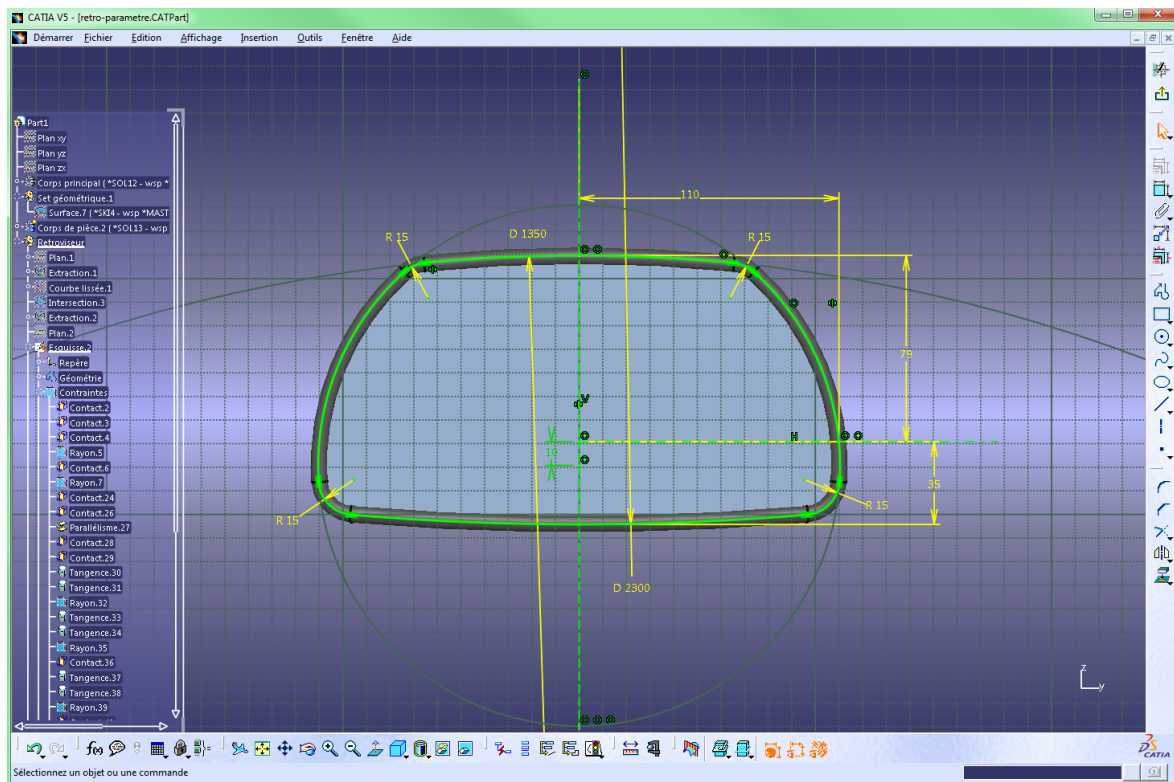 CATIA V5 - [retro-parametre.CATPart]
Démarrer Fichier Edition Affichage Insertion Outils Fenêtre Aide
Part1
Plan xy
Plan yz
Plan zx
Corps principal ( *SOL12 - wsp *
Set géométrique.1
Surface.7 ( *SKI4 - wsp *MAST
Corps de pièce.2 ( *SOL13 - wsp
Retroviseur
Plan.1
Extraction.1
Courbe lissée.1
Intersection.3
Extraction.2
Plan.2
Esquisse.2
Repère
Géométrie
Contraintes
Contact.2
Contact.3
Contact.4
Rayon.5
Contact.6
Rayon.7
Contact.24
Contact.26
Parallélisme.27
Contact.28
Contact.29
Tangence.30
Tangence.31
Rayon.32
Tangence.33
Tangence.34
Rayon.35
Contact.36
Tangence.37
Tangence.38
Rayon.39
110
R 15
D 1350
R 15
79
V
H
10
35
R 15
R 15
D 2300
z
y
f(x)
CATIA
Sélectionnez un objet ou une commande